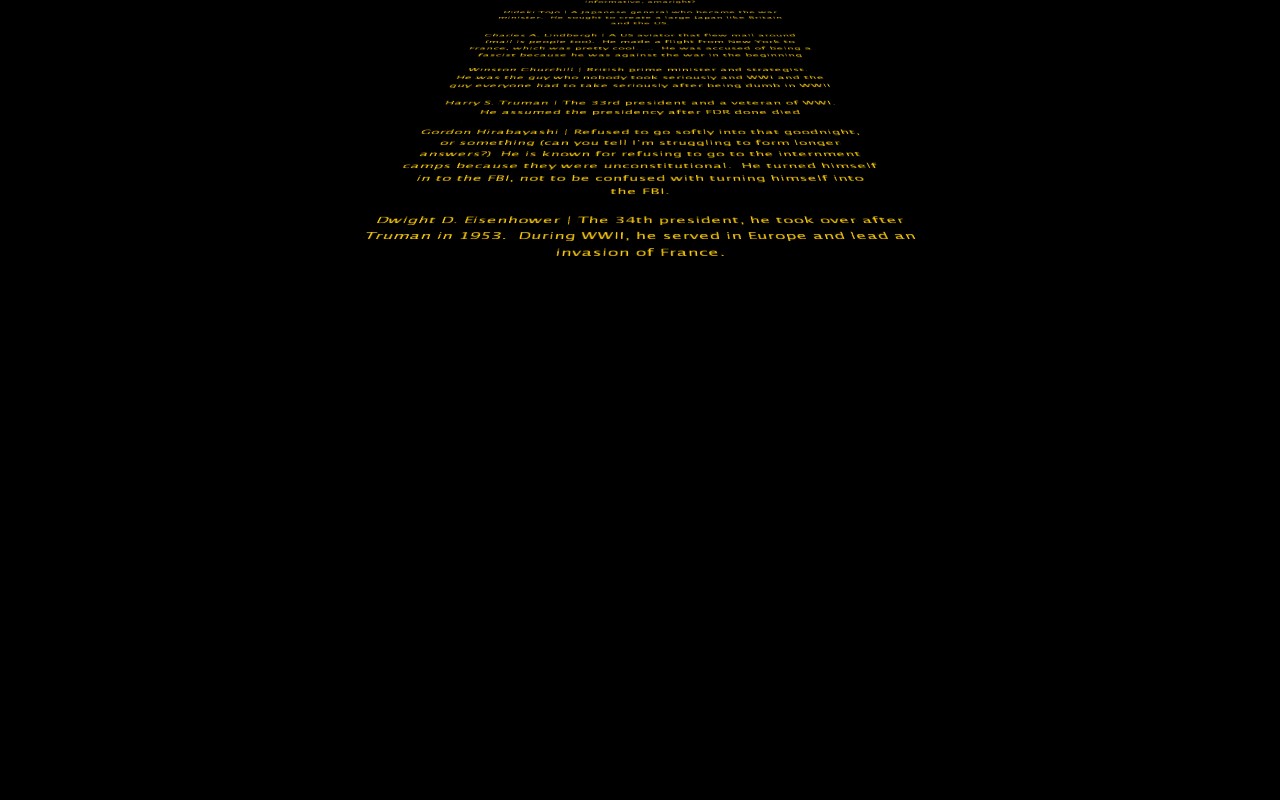 informative, amaright?
Hideki Tojo | A Japanese general who became the war
minister.  He sought to create a large Japan like Britain
and the US.
Charles A. Lindbergh | A US aviator that flew mail around
(mail is people too).  He made a flight from New York to
France, which was pretty cool ...  He was accused of being a
fascist because he was against the war in the beginning
Winston Churchill | British prime minister and strategist
He was the guy who nobody took seriously and WWI and the
guy everyone had to take seriously after being dumb in WWII
Harry S. Truman | The 33rd president and a veteran of WWI.
He assumed the presidency after FDR done died
Gordon Hirabayashi | Refused to go softly into that goodnight,
or something (can you tell I'm struggling to form longer
answers?)  He is known for refusing to go to the internment
camps because they were unconstitutional.  He turned himself
in to the FBI, not to be confused with turning himself into
the FBI.
Dwight D. Eisenhower | The 34th president, he took over after
Truman in 1953.  During WWII, he served in Europe and lead an
invasion of France.